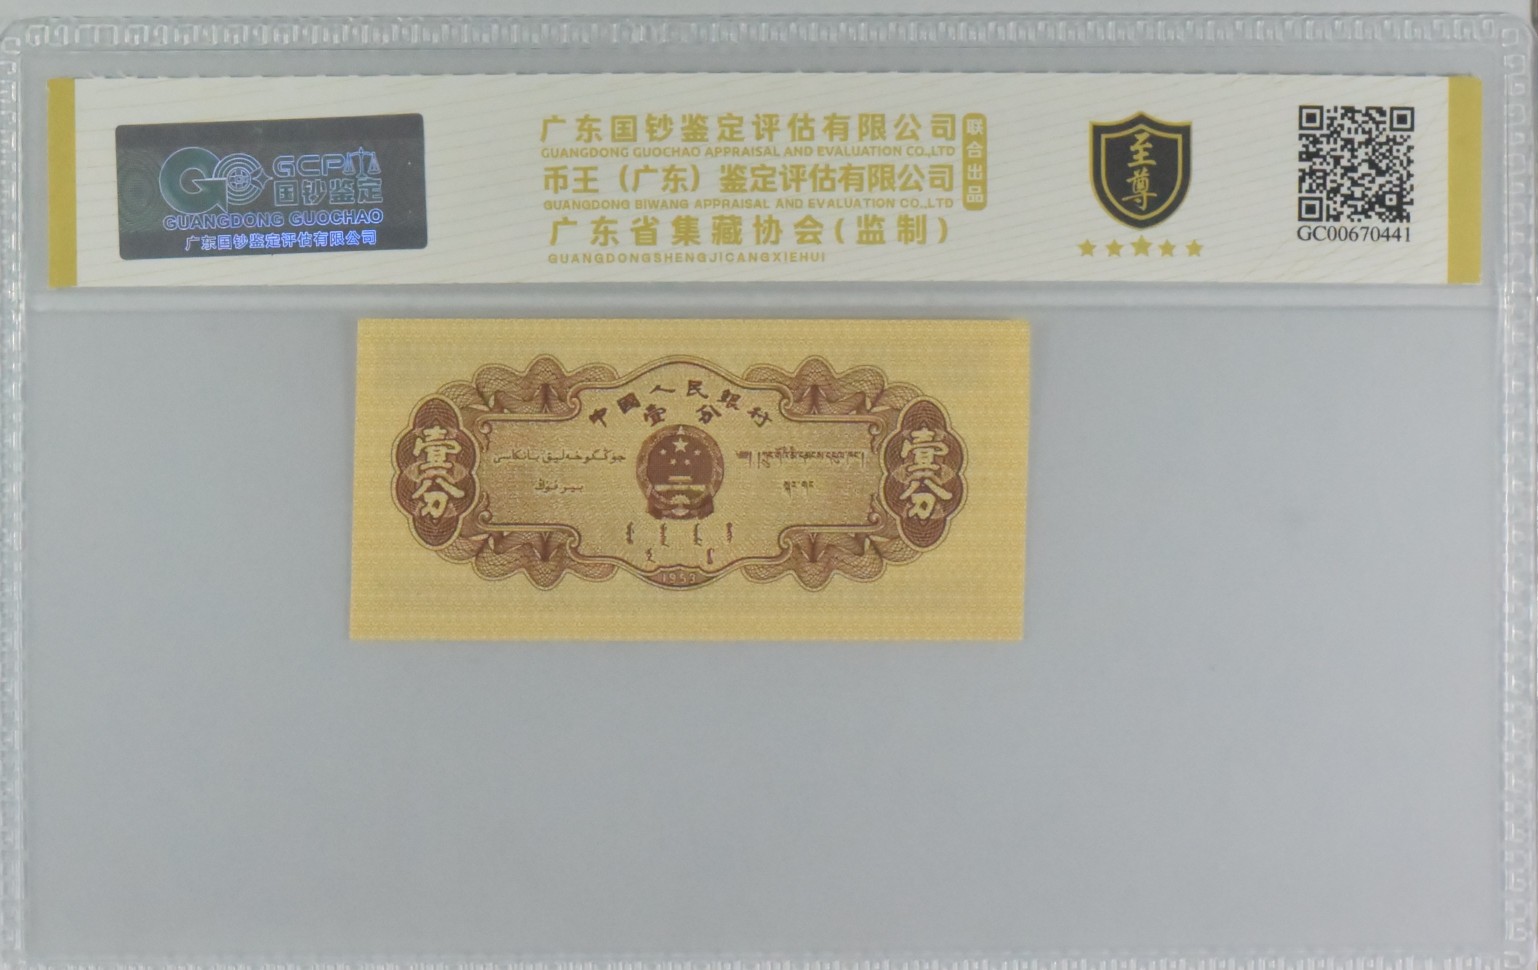 GCP
国钞鉴定
GUANGDONG GUOCHAO
广东国钞鉴定评估有限公司
广东国钞鉴定评估有限公司
GUANGDONG GUOCHAO APPRAISAL AND EVALUATION CO.,LTD
币王（广东）鉴定评估有限公司
GUANGDONG BIWANG APPRAISAL AND EVALUATION CO.,LTD
广东省集藏协会(监制)
GUANGDONGSHENGJICANGXIEHUI
联合出品
至尊
GC00670441
中國人民銀行
壹分
壹分
壹分
1953